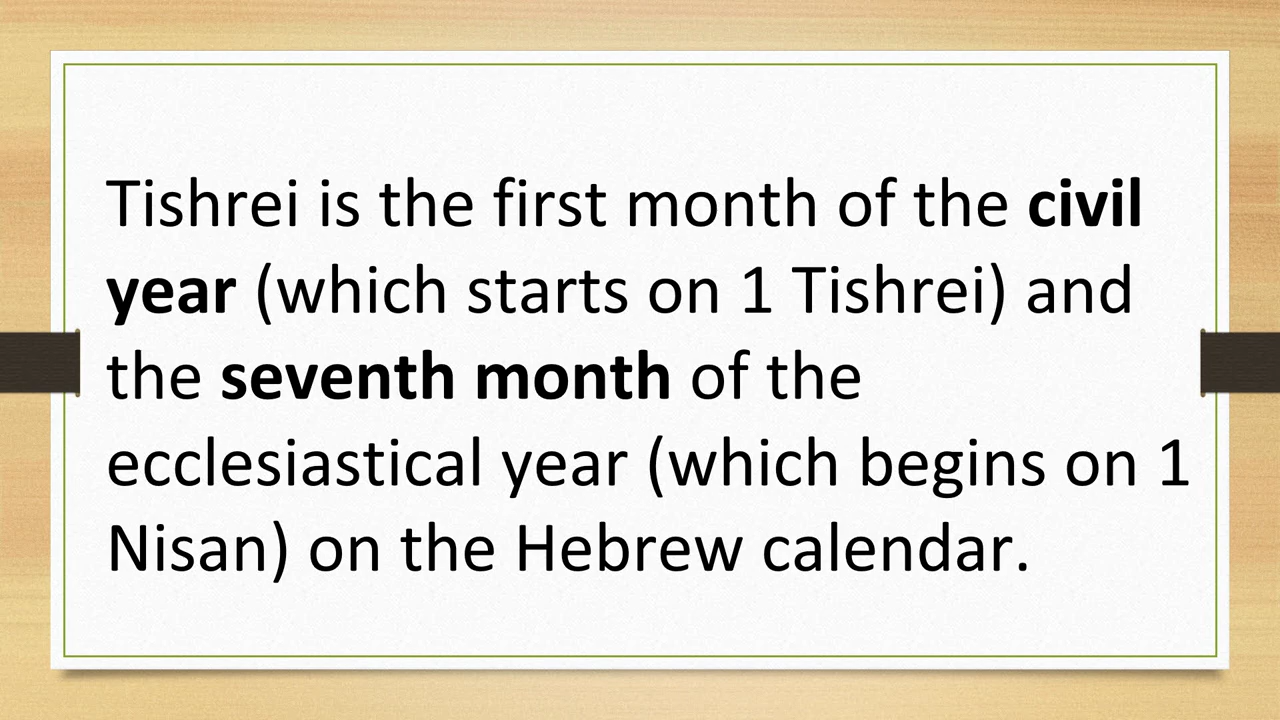 Tishrei is the first month of the civil
year (which starts on 1 Tishrei) and
the seventh month of the
ecclesiastical year (which begins on 1
Nisan) on the Hebrew calendar.